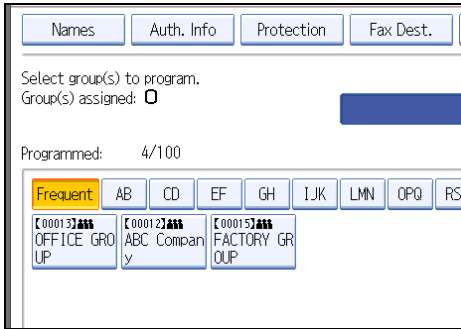 Names Auth. Info Protection Fax Dest.
Select group(s) to program.
Group(s) assigned: 0
Programmed: 4/100
Frequent AB CD EF GH IJK LMN OPQ RS
【00013】 【00012】 【00015】
OFFICE GRO ABC Compan FACTORY GR
UP y OUP